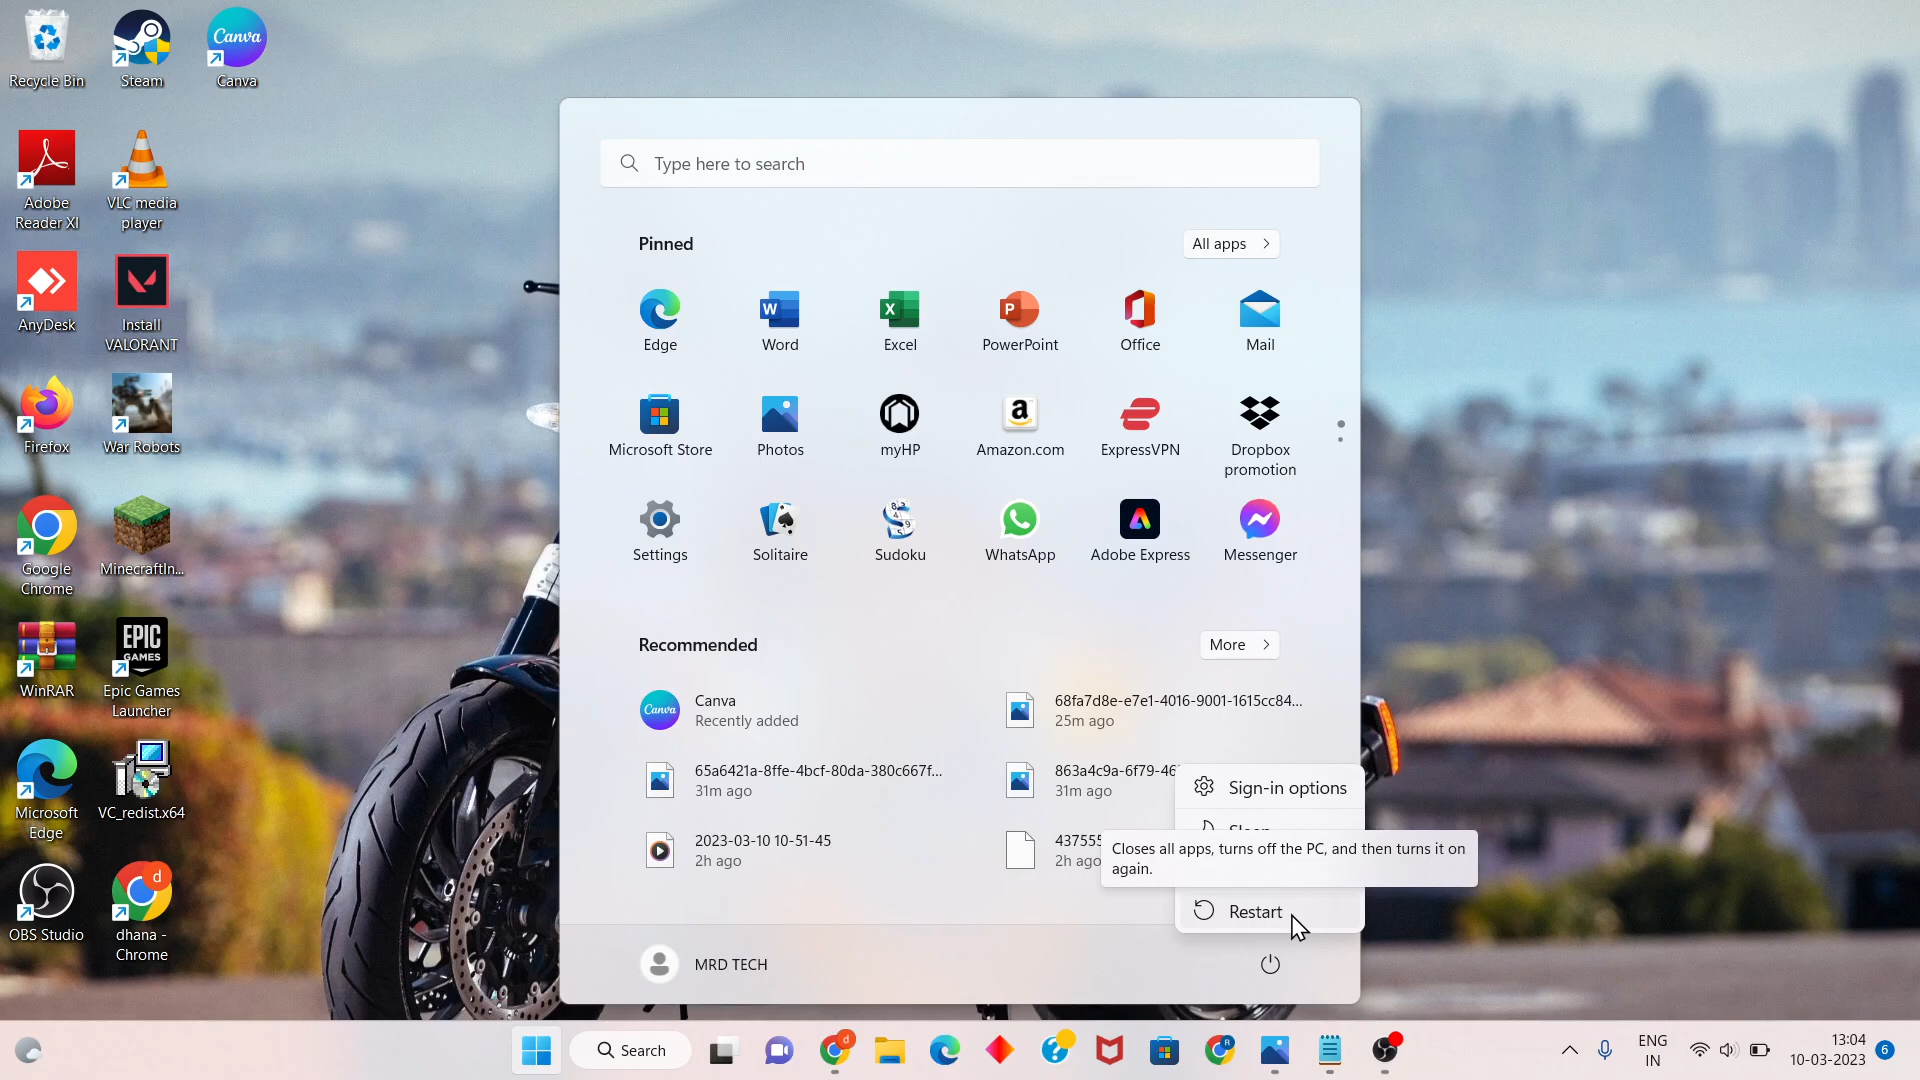 Recycle Bin
Steam
Canva
Canva
Adobe
Reader XI
VLC media
player
AnyDesk
Install
VALORANT
Firefox
War Robots
Google
Chrome
MinecraftIn...
WinRAR
EPIC
GAMES
Epic Games
Launcher
Microsoft
Edge
VC_redist.x64
OBS Studio
d
dhana -
Chrome
Type here to search
Pinned
All apps
Edge
Word
Excel
PowerPoint
Office
Mail
Microsoft Store
Photos
myHP
Amazon.com
ExpressVPN
Dropbox
promotion
Settings
Solitaire
Sudoku
WhatsApp
Adobe Express
Messenger
Recommended
More
Canva
Canva
Recently added
68fa7d8e-e7e1-4016-9001-1615cc84...
25m ago
65a6421a-8ffe-4bcf-80da-380c667f...
31m ago
863a4c9a-6f79-46
31m ago
2023-03-10 10-51-45
2h ago
437555
2h ago
Sign-in options
Sleep
Closes all apps, turns off the PC, and then turns it on
again.
Restart
MRD TECH
Search
d
R
ENG
IN
13:04
10-03-2023
6